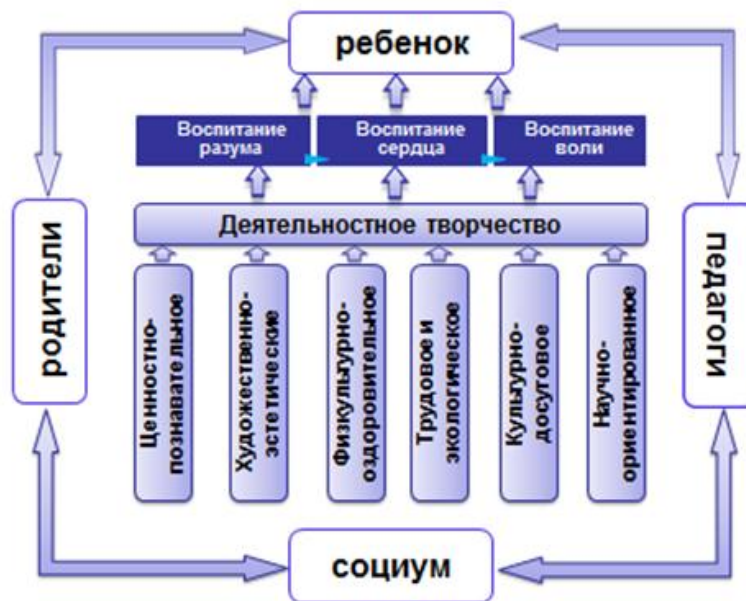 ребенок
Воспитание
разума
Воспитание
сердца
Воспитание
воли
Деятельностное творчество
родители
Ценностно-
познавательное
Художественно-
эстетические
Физкультурно-
оздоровительное
Трудовое и
экологическое
Культурно-
досуговое
Научно-
ориентированное
педагоги
социум